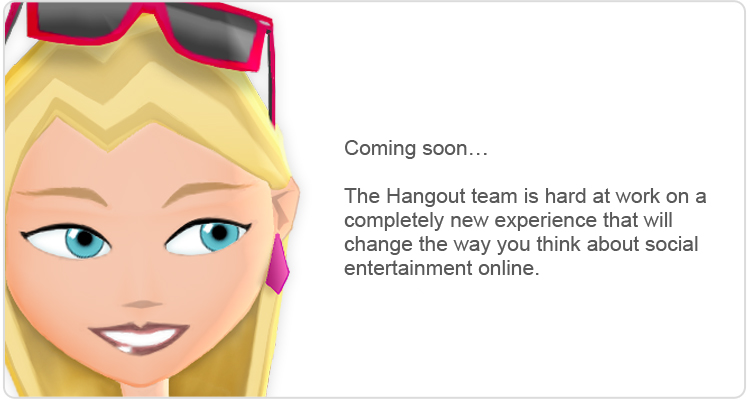 Coming soon…
The Hangout team is hard at work on a
completely new experience that will
change the way you think about social
entertainment online.